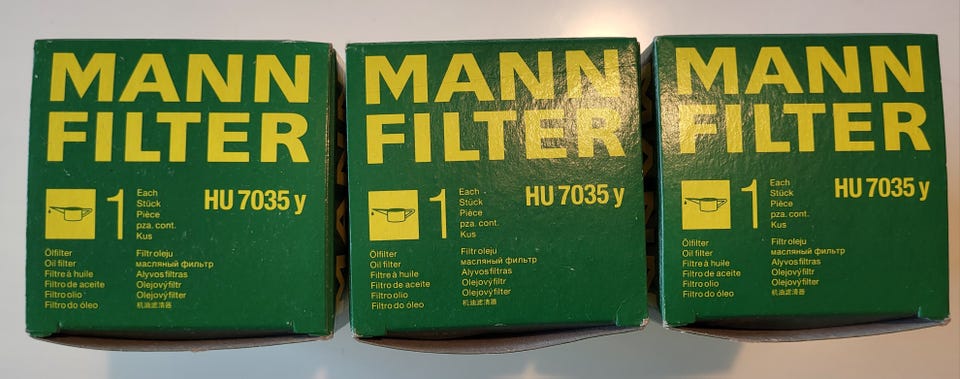 MANN
FILTER
1
Each
Stück
Pièce
pza. cont.
Kus
HU 7035 y
Ölfilter
Oil filter
Filtre à huile
Filtro de aceite
Filtro olio
Filtro do óleo
Filtr oleju
масляный фильтр
Alyvos filtras
Olejový filtr
Olejový filter
机油滤清器
MANN
FILTER
1
Each
Stück
Pièce
pza. cont.
Kus
HU 7035 y
Ölfilter
Oil filter
Filtre à huile
Filtro de aceite
Filtro olio
Filtro do óleo
Filtr oleju
масляный фильтр
Alyvos filtras
Olejový filtr
Olejový filter
机油滤清器
MANN
FILTER
1
Each
Stück
Pièce
pza. cont.
Kus
HU 7035 y
Ölfilter
Oil filter
Filtre à huile
Filtro de aceite
Filtro olio
Filtro do óleo
Filtr oleju
масляный фильтр
Alyvos filtras
Olejový filtr
Olejový filter
机油滤清器